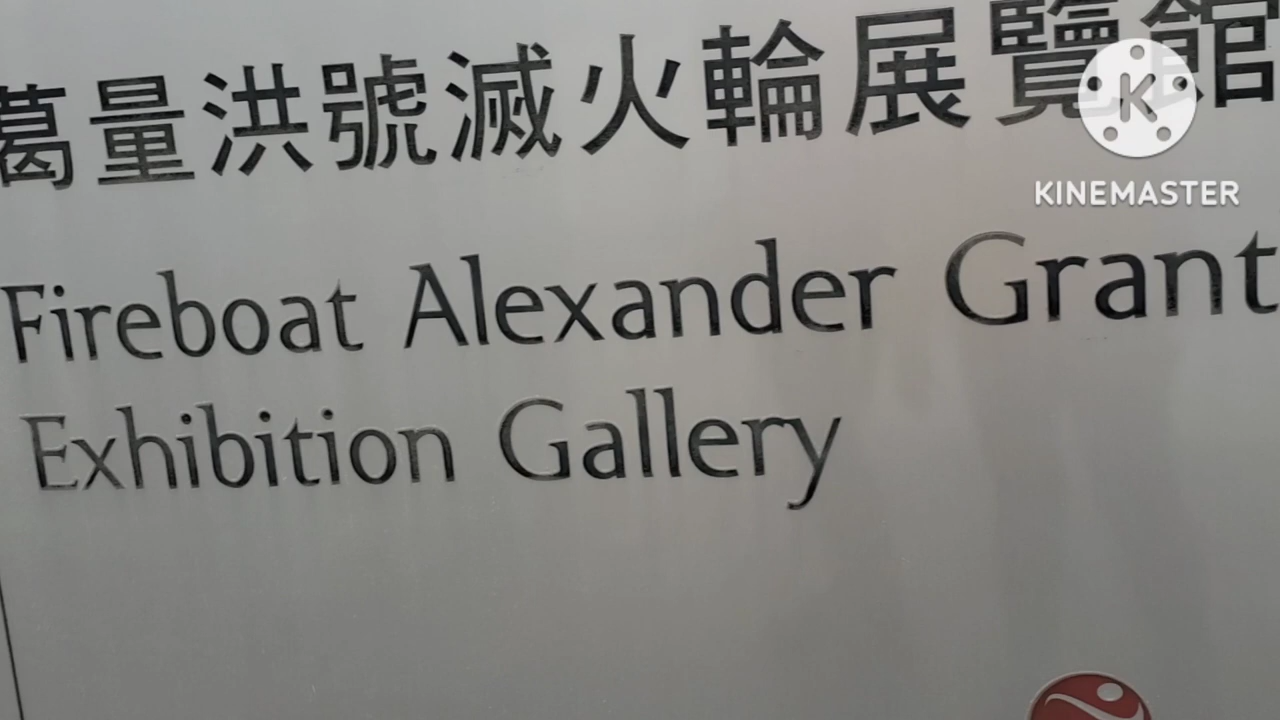 葛量洪號滅火輪展覽館
KINEMASTER
Fireboat Alexander Grant
Exhibition Gallery